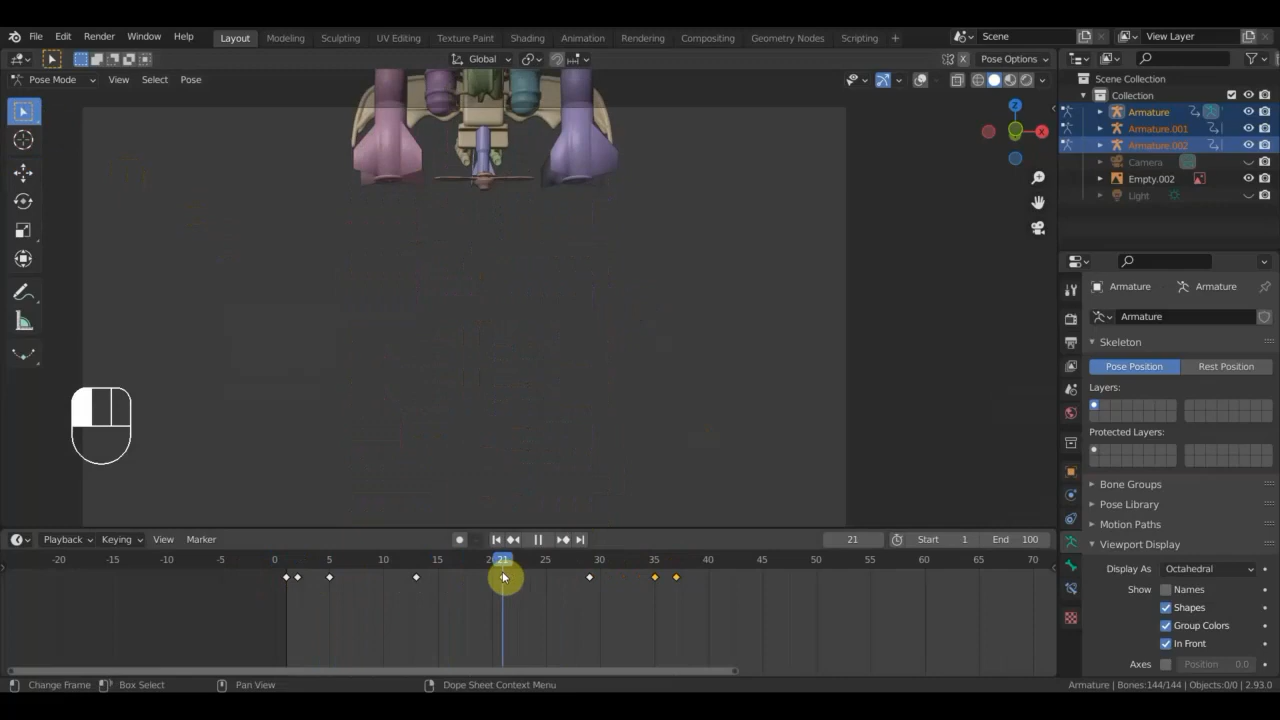 File Edit Render Window Help Layout Modeling Sculpting UV Editing Texture Paint Shading Animation Rendering Compositing Geometry Nodes Scripting + Scene View Layer
Global Pose Options
Pose Mode View Select Pose
Scene Collection
Collection
Armature
Armature.001
Armature.002
Camera
Empty.002
Light
Z
X
Armature Armature
Armature
Skeleton
Pose Position Rest Position
Layers:
Protected Layers:
Bone Groups
Pose Library
Motion Paths
Viewport Display
Display As Octahedral
Show Names
Shapes
Group Colors
In Front
Axes Position 0.0
Playback Keying View Marker 21 Start 1 End 100
-20 -15 -10 -5 0 5 10 15 20 21 25 30 35 40 45 50 55 60 65 70
Change Frame Box Select Pan View Dope Sheet Context Menu Armature | Bones:144/144 | Objects:0/0 | 2.93.0